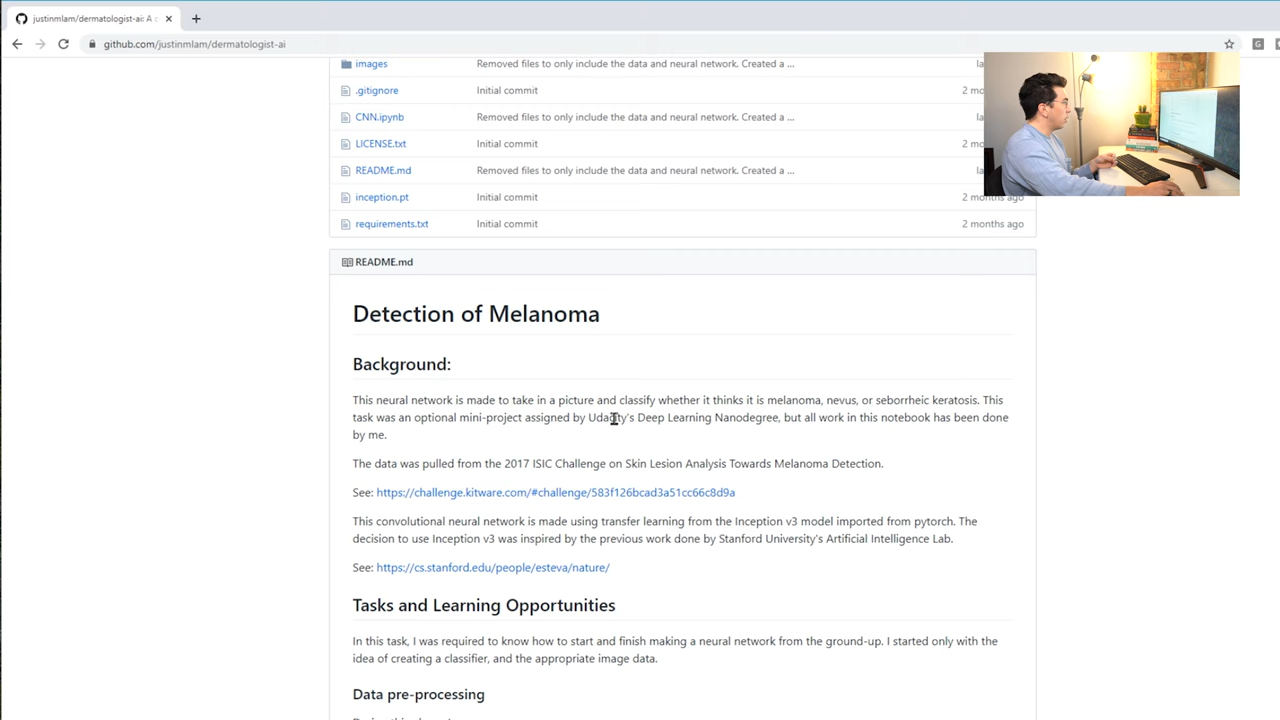 justinmlam/dermatologist-ai: A c
github.com/justinmlam/dermatologist-ai
images Removed files to only include the data and neural network. Created a ...
.gitignore Initial commit 2 mo
CNN.ipynb Removed files to only include the data and neural network. Created a ...
LICENSE.txt Initial commit 2 mo
README.md Removed files to only include the data and neural network. Created a ...
inception.pt Initial commit 2 months ago
requirements.txt Initial commit 2 months ago
README.md
Detection of Melanoma
Background:
This neural network is made to take in a picture and classify whether it thinks it is melanoma, nevus, or seborrheic keratosis. This
task was an optional mini-project assigned by Udacity's Deep Learning Nanodegree, but all work in this notebook has been done
by me.
The data was pulled from the 2017 ISIC Challenge on Skin Lesion Analysis Towards Melanoma Detection.
See: https://challenge.kitware.com/#challenge/583f126bcad3a51cc66c8d9a
This convolutional neural network is made using transfer learning from the Inception v3 model imported from pytorch. The
decision to use Inception v3 was inspired by the previous work done by Stanford University's Artificial Intelligence Lab.
See: https://cs.stanford.edu/people/esteva/nature/
Tasks and Learning Opportunities
In this task, I was required to know how to start and finish making a neural network from the ground-up. I started only with the
idea of creating a classifier, and the appropriate image data.
Data pre-processing